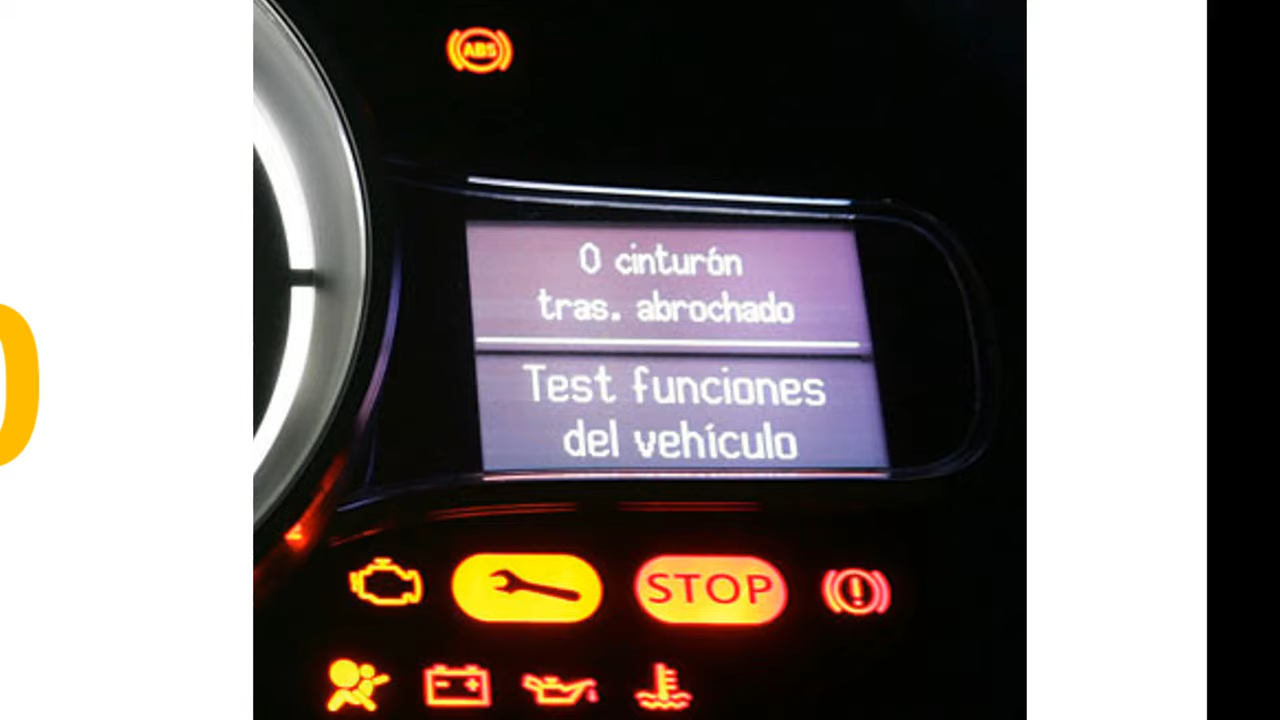 ABS
0 cinturón
tras. abrochado
Test funciones
del vehículo
STOP